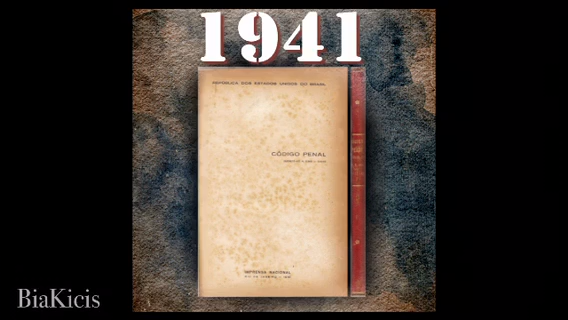 1941
REPÚBLICA DOS ESTADOS UNIDOS DO BRASIL
CÓDIGO PENAL
IMPRENSA NACIONAL
BiaKicis